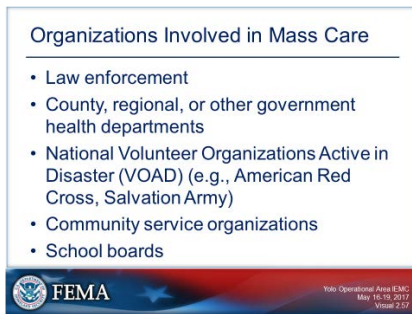 Organizations Involved in Mass Care
• Law enforcement
• County, regional, or other government
health departments
• National Volunteer Organizations Active in
Disaster (VOAD) (e.g., American Red
Cross, Salvation Army)
• Community service organizations
• School boards
FEMA
Yolo Operational Area IEMC
May 16-19, 2017
Visual 2.57